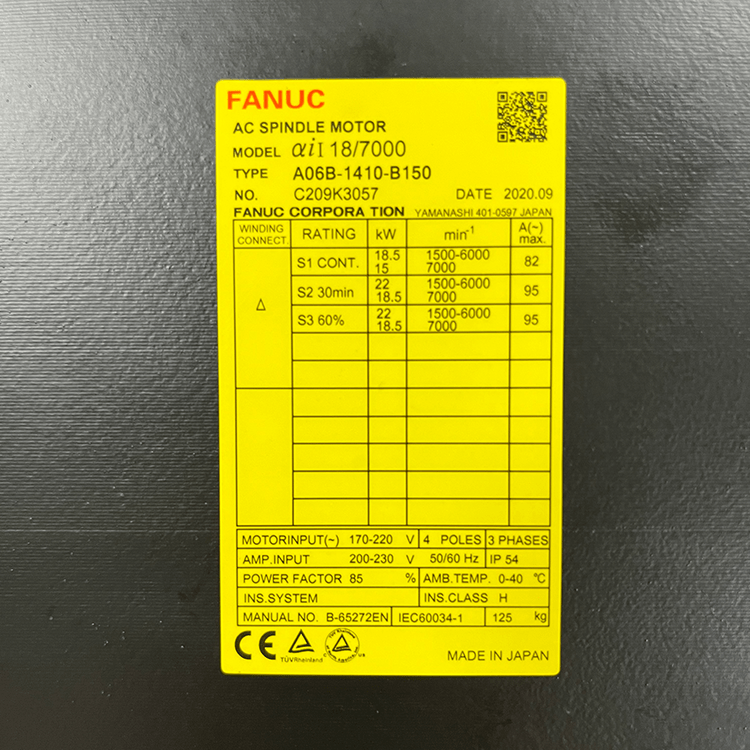 FANUC
AC SPINDLE MOTOR
MODEL αiI 18/7000
TYPE A06B-1410-B150
NO. C209K3057 DATE 2020.09
FANUC CORPORA TION YAMANASHI 401-0597 JAPAN
WINDING CONNECT. RATING kW min-1 A(~) max.
△ S1 CONT. 18.5 1500-6000 82
15 7000
S2 30min 22 1500-6000 95
18.5 7000
S3 60% 22 1500-6000 95
18.5 7000
MOTORINPUT(~) 170-220 V 4 POLES 3 PHASES
AMP.INPUT 200-230 V 50/60 Hz IP 54
POWER FACTOR 85 % AMB.TEMP. 0-40 ℃
INS.SYSTEM INS.CLASS H
MANUAL NO. B-65272EN IEC60034-1 125 kg
CE TÜVRheinland C US
MADE IN JAPAN